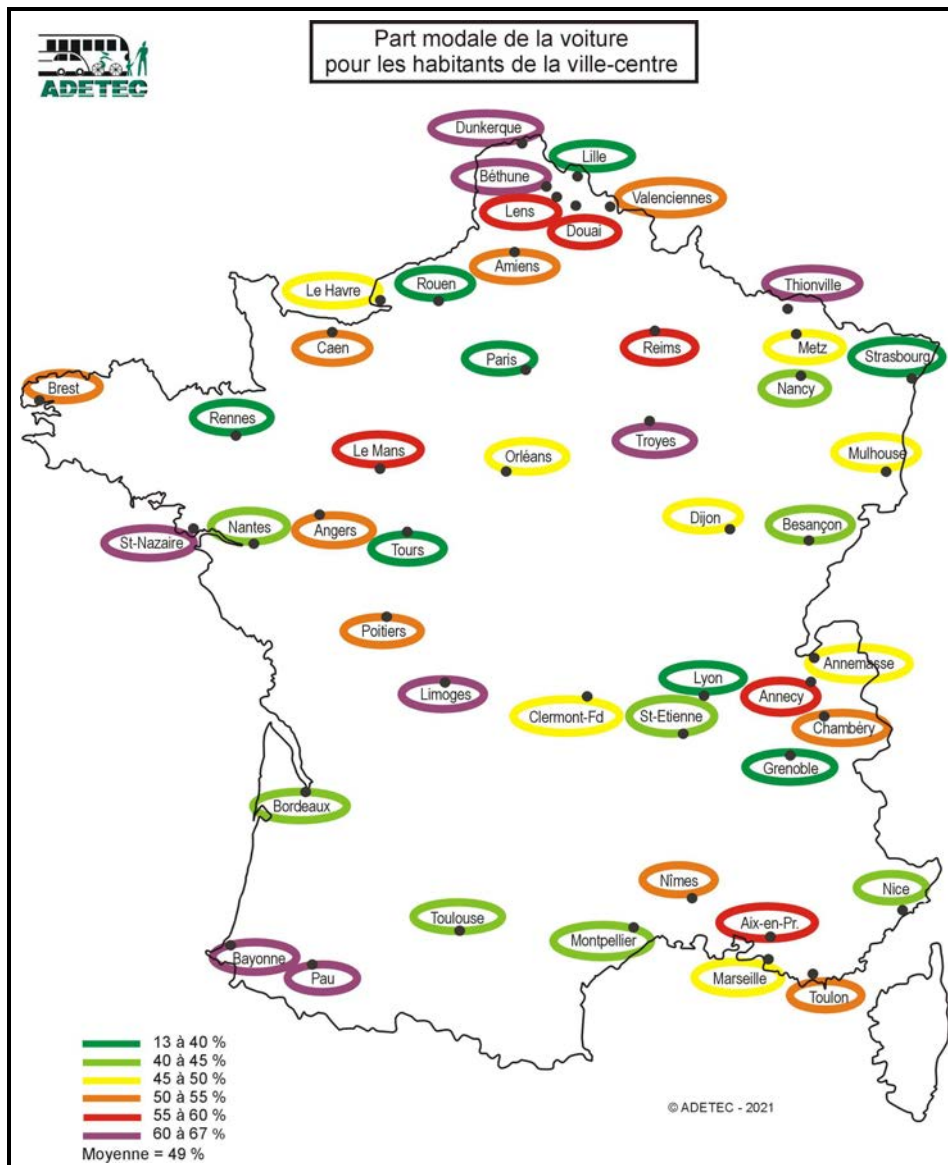 ADETEC
Part modale de la voiture
pour les habitants de la ville-centre
Dunkerque
Lille
Béthune
Valenciennes
Lens
Douai
Amiens
Le Havre
Rouen
Thionville
Caen
Paris
Reims
Metz
Strasbourg
Brest
Nancy
Rennes
Le Mans
Orléans
Troyes
Mulhouse
St-Nazaire
Nantes
Angers
Tours
Dijon
Besançon
Poitiers
Annemasse
Limoges
Lyon
Annecy
Clermont-Fd
St-Etienne
Chambéry
Grenoble
Bordeaux
Nîmes
Nice
Toulouse
Montpellier
Aix-en-Pr.
Bayonne
Pau
Marseille
Toulon
13 à 40 %
40 à 45 %
45 à 50 %
50 à 55 %
55 à 60 %
60 à 67 %
Moyenne = 49 %
© ADETEC - 2021